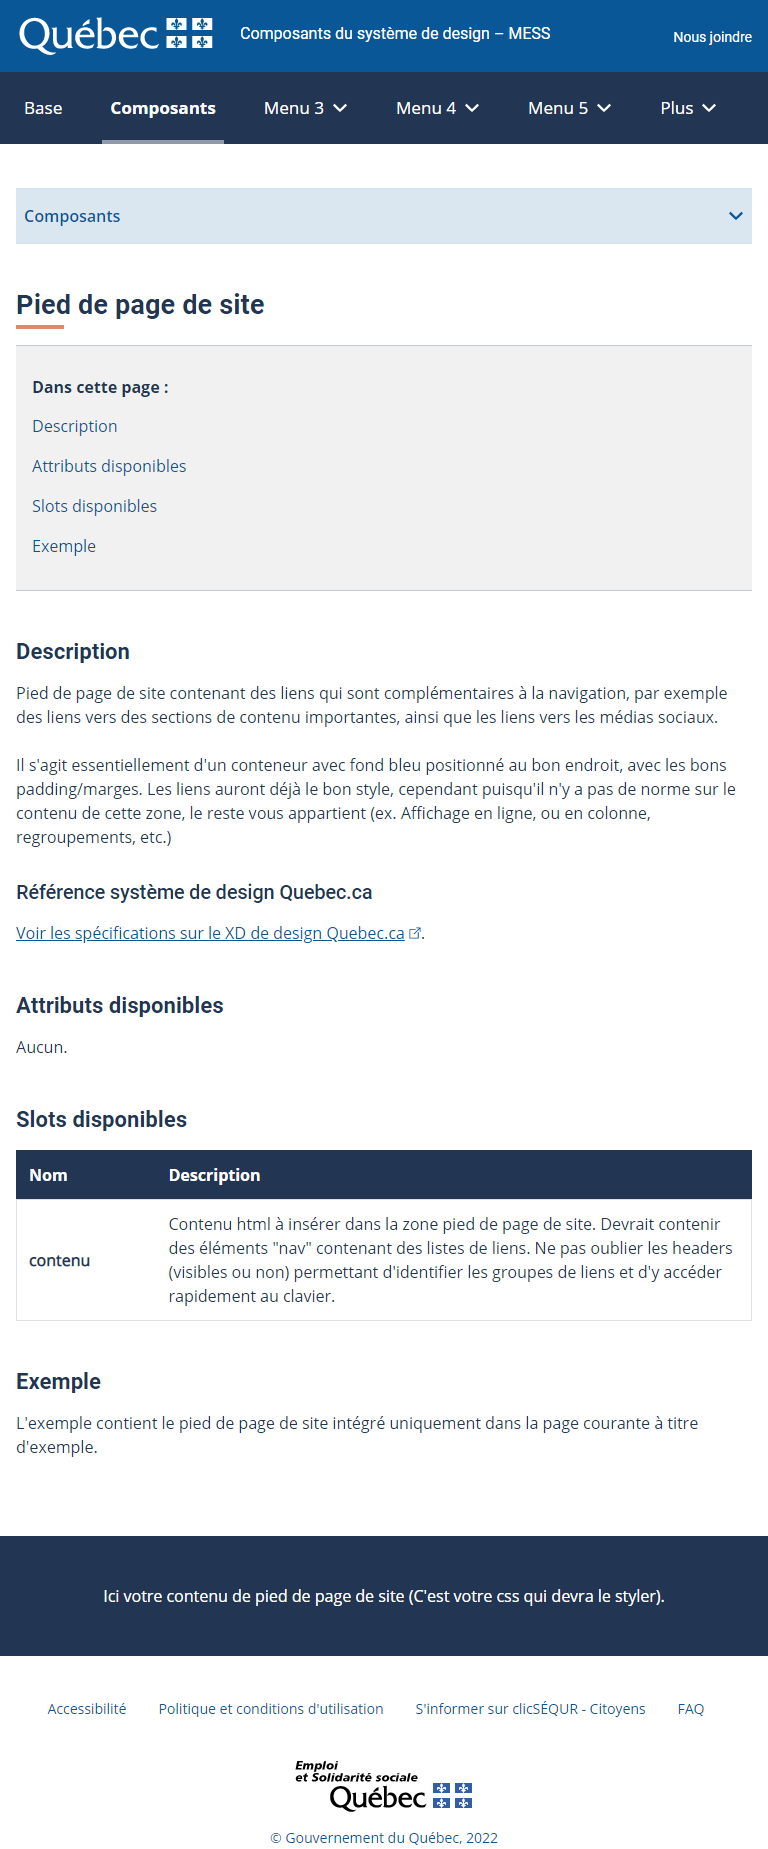 Québec
Composants du système de design – MESS
Nous joindre
Base
Composants
Menu 3
Menu 4
Menu 5
Plus
Composants
Pied de page de site
Dans cette page :
Description
Attributs disponibles
Slots disponibles
Exemple
Description
Pied de page de site contenant des liens qui sont complémentaires à la navigation, par exemple
des liens vers des sections de contenu importantes, ainsi que les liens vers les médias sociaux.
Il s'agit essentiellement d'un conteneur avec fond bleu positionné au bon endroit, avec les bons
padding/marges. Les liens auront déjà le bon style, cependant puisqu'il n'y a pas de norme sur le
contenu de cette zone, le reste vous appartient (ex. Affichage en ligne, ou en colonne,
regroupements, etc.)
Référence système de design Quebec.ca
Voir les spécifications sur le XD de design Quebec.ca.
Attributs disponibles
Aucun.
Slots disponibles
Nom
Description
contenu
Contenu html à insérer dans la zone pied de page de site. Devrait contenir
des éléments "nav" contenant des listes de liens. Ne pas oublier les headers
(visibles ou non) permettant d'identifier les groupes de liens et d'y accéder
rapidement au clavier.
Exemple
L'exemple contient le pied de page de site intégré uniquement dans la page courante à titre
d'exemple.
Ici votre contenu de pied de page de site (C'est votre css qui devra le styler).
Accessibilité
Politique et conditions d'utilisation
S'informer sur clicSÉQUR - Citoyens
FAQ
Emploi
et Solidarité sociale
Québec
© Gouvernement du Québec, 2022